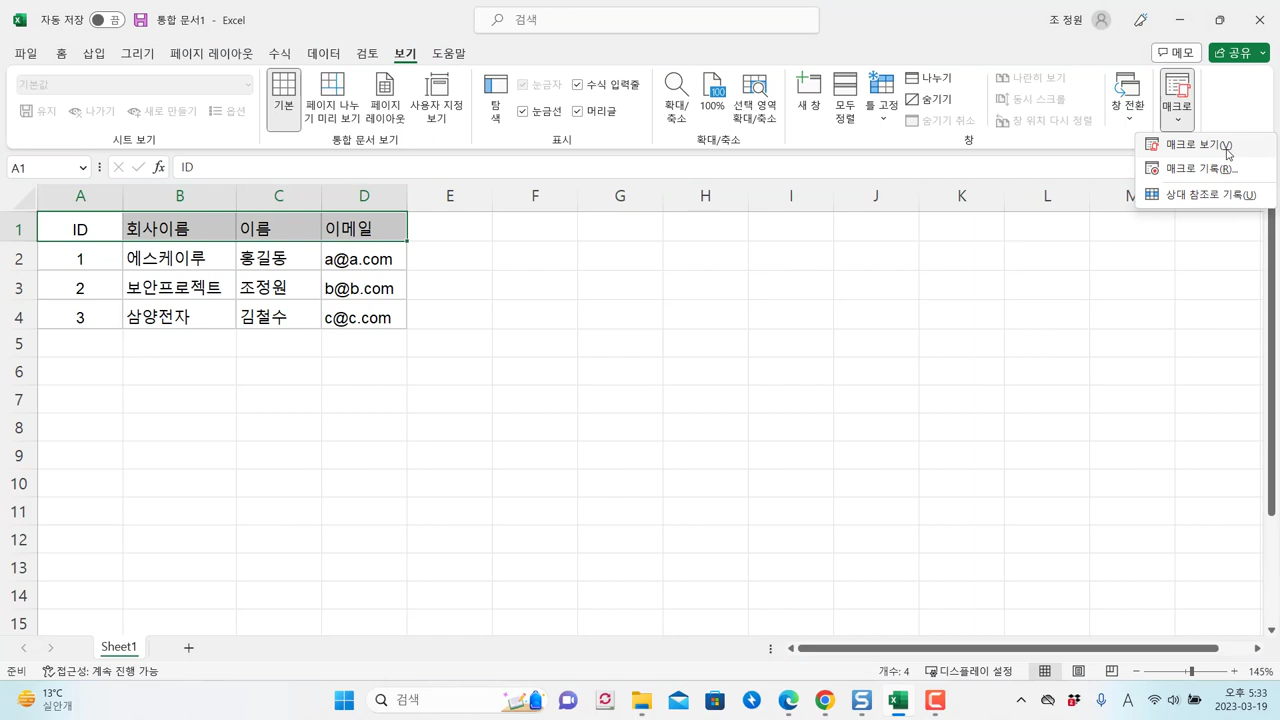 자동 저장 끔 통합 문서1 - Excel 검색 조 정원
파일 홈 삽입 그리기 페이지 레이아웃 수식 데이터 검토 보기 도움말 메모 공유
기본값
유지 나가기 새로 만들기 옵션
시트 보기
기본
페이지 나누
기 미리 보기
페이지
레이아웃
사용자 지정
보기
통합 문서 보기
탐
색
눈금자 수식 입력줄
눈금선 머리글
표시
확대/
축소
100%
선택 영역
확대/축소
확대/축소
새 창
모두
정렬
틀 고정
나누기
숨기기
숨기기 취소
나란히 보기
동시 스크롤
창 위치 다시 정렬
창 전환
창
매크로
매크로 보기(V)
매크로 기록(R)...
상대 참조로 기록(U)
A1 fx ID
A B C D E F G H I J K L M
1 ID 회사이름 이름 이메일
2 1 에스케이루 홍길동 a@a.com
3 2 보안프로젝트 조정원 b@b.com
4 3 삼양전자 김철수 c@c.com
5
6
7
8
9
10
11
12
13
14
15
Sheet1
준비 접근성: 계속 진행 가능 개수: 4 디스플레이 설정 145%
13°C
실안개
검색
A
오후 5:33
2023-03-19